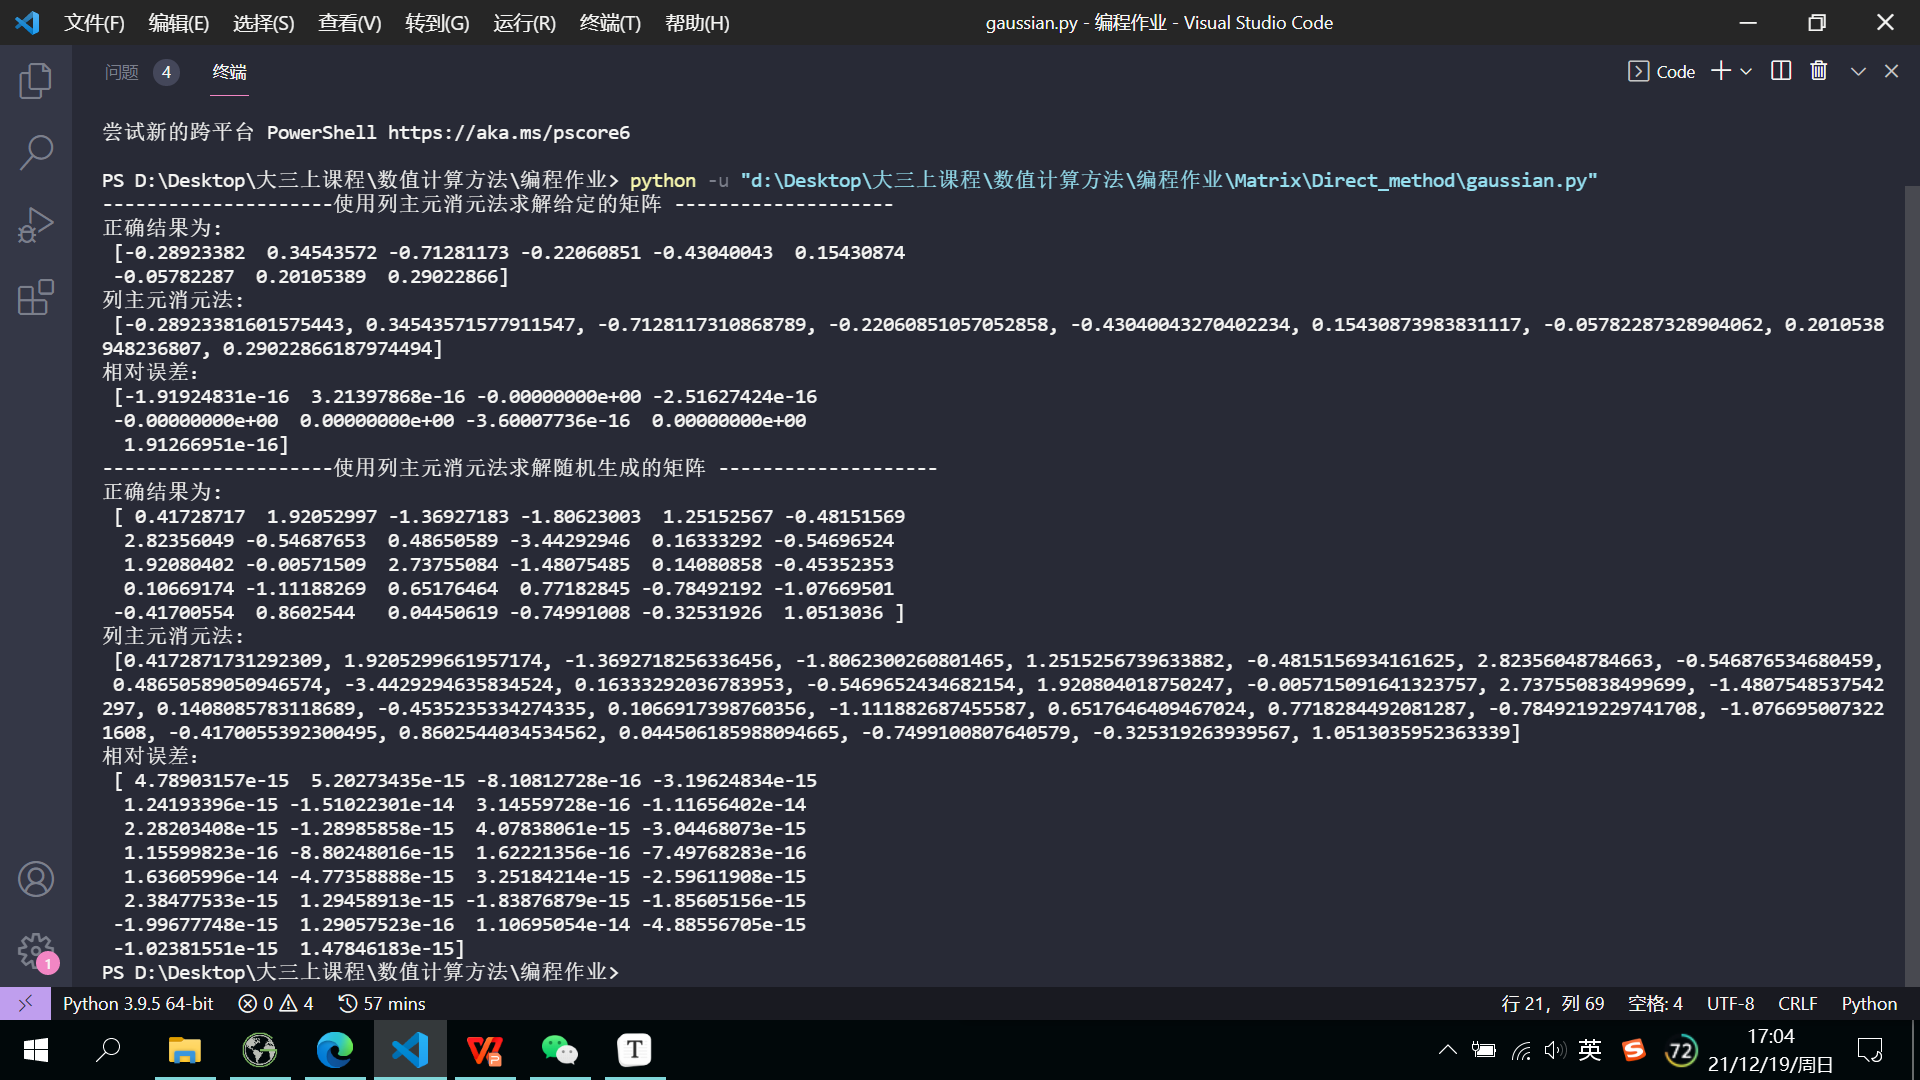 文件(F) 编辑(E) 选择(S) 查看(V) 转到(G) 运行(R) 终端(T) 帮助(H) gaussian.py - 编程作业 - Visual Studio Code
问题 4 终端 Code
尝试新的跨平台 PowerShell https://aka.ms/pscore6
PS D:\Desktop\大三上课程\数值计算方法\编程作业> python -u "d:\Desktop\大三上课程\数值计算方法\编程作业\Matrix\Direct_method\gaussian.py"
---------------------使用列主元消元法求解给定的矩阵 --------------------
正确结果为:
[-0.28923382  0.34543572 -0.71281173 -0.22060851 -0.43040043  0.15430874
-0.05782287  0.20105389  0.29022866]
列主元消元法:
[-0.28923381601575443, 0.34543571577911547, -0.7128117310868789, -0.22060851057052858, -0.43040043270402234, 0.15430873983831117, -0.05782287328904062, 0.2010538
948236807, 0.29022866187974494]
相对误差:
[-1.91924831e-16  3.21397868e-16 -0.00000000e+00 -2.51627424e-16
-0.00000000e+00  0.00000000e+00 -3.60007736e-16  0.00000000e+00
1.91266951e-16]
---------------------使用列主元消元法求解随机生成的矩阵 --------------------
正确结果为:
[ 0.41728717  1.92052997 -1.36927183 -1.80623003  1.25152567 -0.48151569
2.82356049 -0.54687653  0.48650589 -3.44292946  0.16333292 -0.54696524
1.92080402 -0.00571509  2.73755084 -1.48075485  0.14080858 -0.45352353
0.10669174 -1.11188269  0.65176464  0.77182845 -0.78492192 -1.07669501
-0.41700554  0.8602544   0.04450619 -0.74991008 -0.32531926  1.0513036 ]
列主元消元法:
[0.4172871731292309, 1.9205299661957174, -1.3692718256336456, -1.8062300260801465, 1.2515256739633882, -0.4815156934161625, 2.82356048784663, -0.546876534680459,
0.48650589050946574, -3.4429294635834524, 0.16333292036783953, -0.5469652434682154, 1.920804018750247, -0.005715091641323757, 2.737550838499699, -1.4807548537542
297, 0.1408085783118689, -0.4535235334274335, 0.1066917398760356, -1.111882687455587, 0.6517646409467024, 0.7718284492081287, -0.7849219229741708, -1.076695007322
1608, -0.4170055392300495, 0.8602544034534562, 0.044506185988094665, -0.7499100807640579, -0.325319263939567, 1.0513035952363339]
相对误差:
[ 4.78903157e-15  5.20273435e-15 -8.10812728e-16 -3.19624834e-15
1.24193396e-15 -1.51022301e-14  3.14559728e-16 -1.11656402e-14
2.28203408e-15 -1.28985858e-15  4.07838061e-15 -3.04468073e-15
1.15599823e-16 -8.80248016e-15  1.62221356e-16 -7.49768283e-16
1.63605996e-14 -4.77358888e-15  3.25184214e-15 -2.59611908e-15
2.38477533e-15  1.29458913e-15 -1.83876879e-15 -1.85605156e-15
-1.99677748e-15  1.29057523e-16  1.10695054e-14 -4.88556705e-15
-1.02381551e-15  1.47846183e-15]
PS D:\Desktop\大三上课程\数值计算方法\编程作业>
1
Python 3.9.5 64-bit 0 4 57 mins 行 21, 列 69 空格: 4 UTF-8 CRLF Python
T 英 S 72 17:04
21/12/19/周日